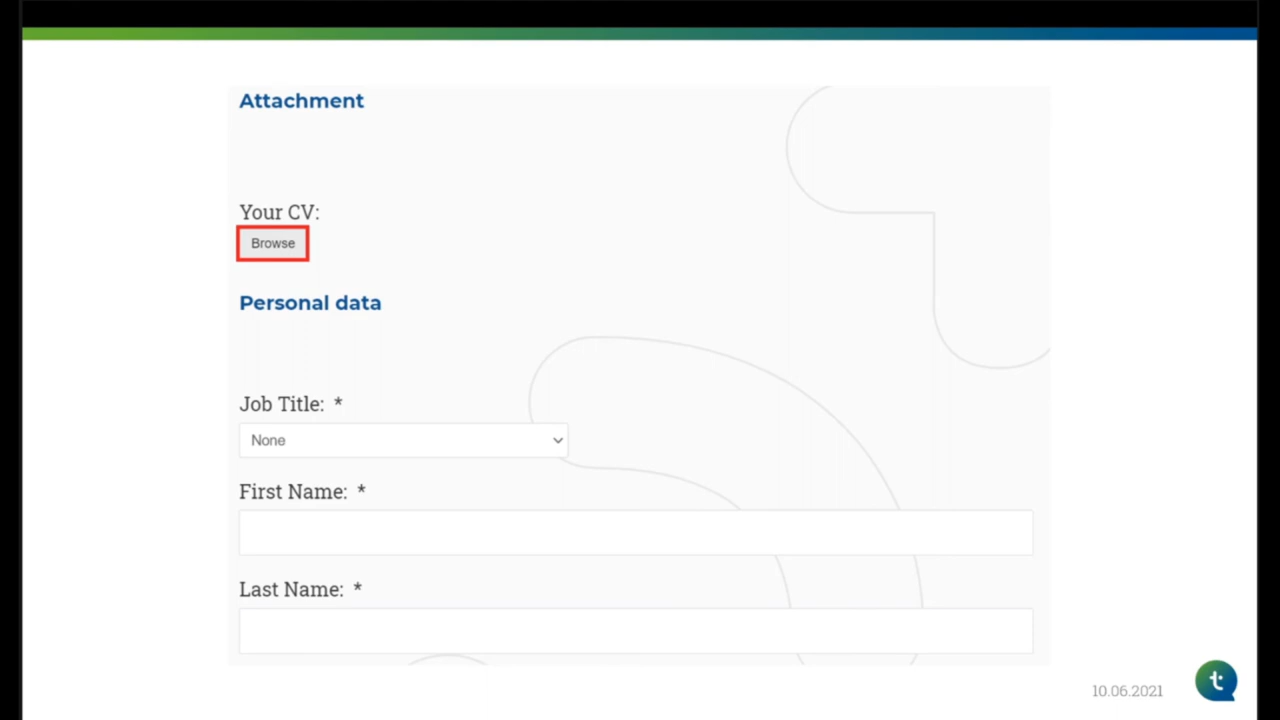 Attachment
Your CV:
Browse
Personal data
Job Title: *
None
First Name: *
Last Name: *
10.06.2021
t